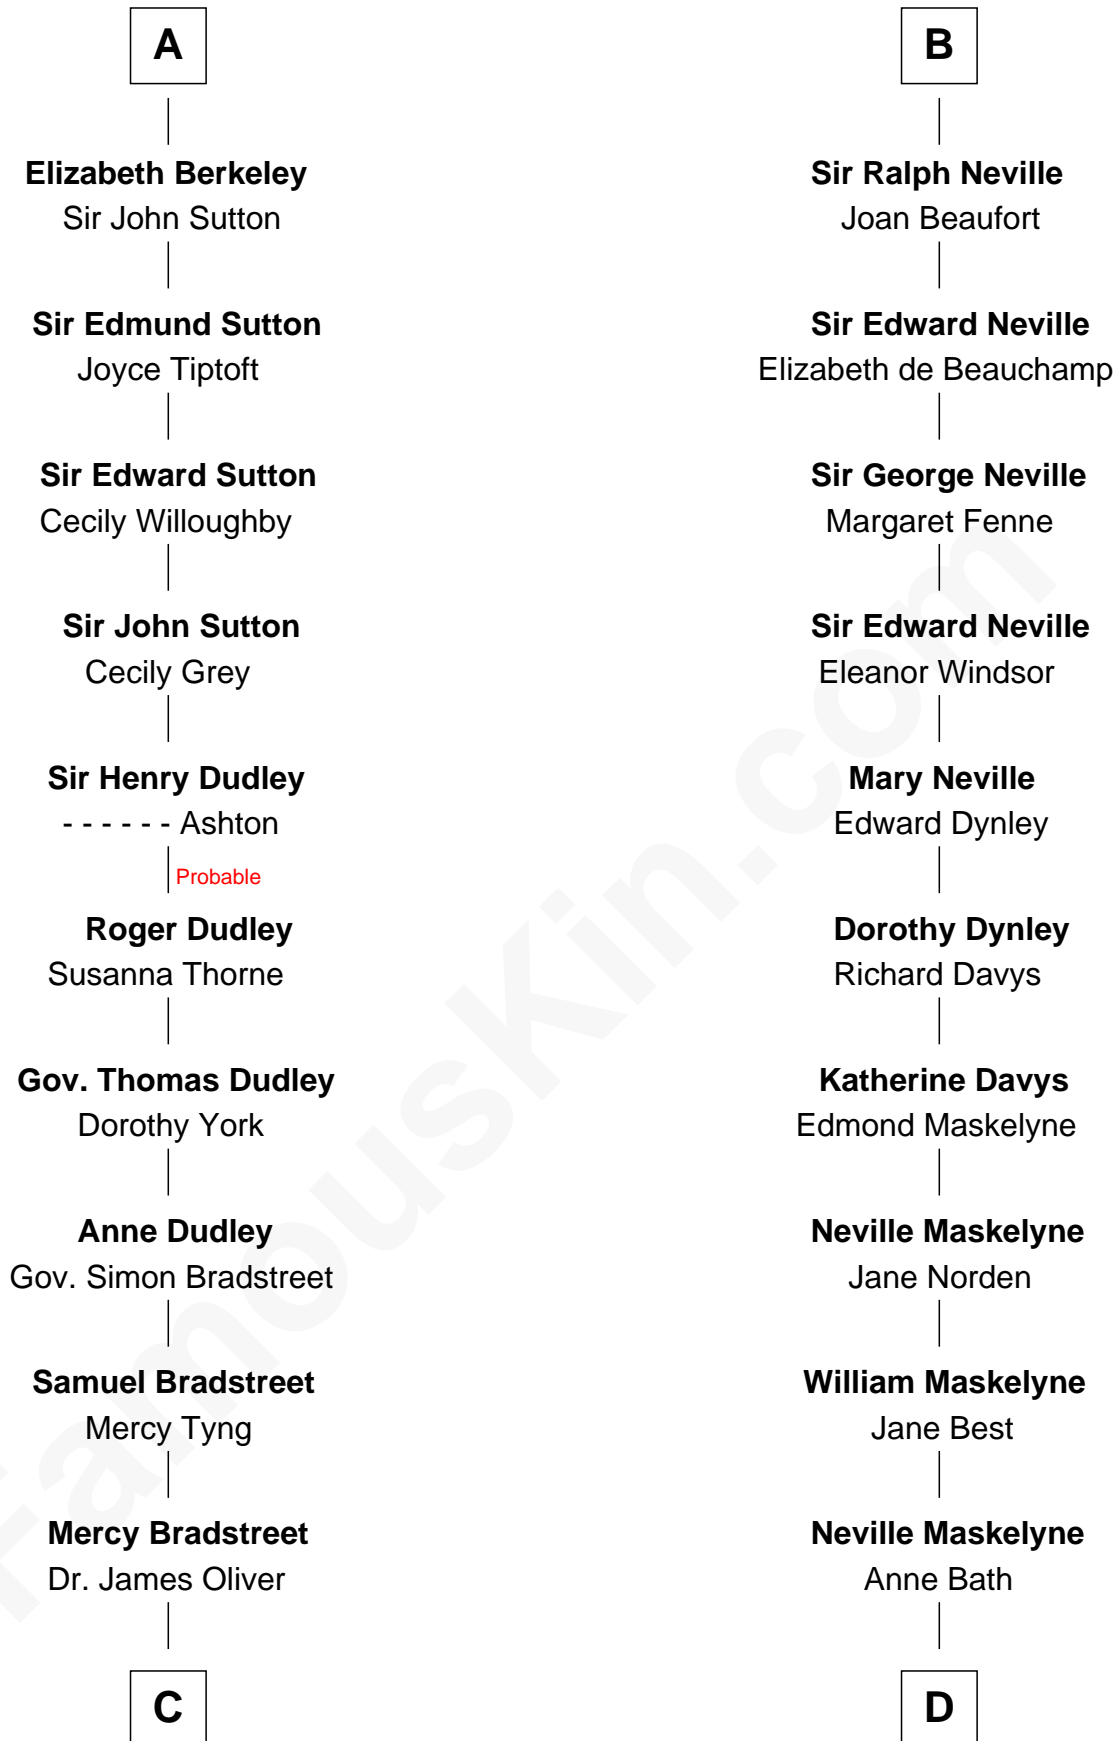 A
Elizabeth Berkeley
Sir John Sutton
Sir Edmund Sutton
Joyce Tiptoft
Sir Edward Sutton
Cecily Willoughby
Sir John Sutton
Cecily Grey
Sir Henry Dudley
- - - - - - Ashton
Probable
Roger Dudley
Susanna Thorne
Gov. Thomas Dudley
Dorothy York
Anne Dudley
Gov. Simon Bradstreet
Samuel Bradstreet
Mercy Tyng
Mercy Bradstreet
Dr. James Oliver
C
B
Sir Ralph Neville
Joan Beaufort
Sir Edward Neville
Elizabeth de Beauchamp
Sir George Neville
Margaret Fenne
Sir Edward Neville
Eleanor Windsor
Mary Neville
Edward Dynley
Dorothy Dynley
Richard Davys
Katherine Davys
Edmond Maskelyne
Neville Maskelyne
Jane Norden
William Maskelyne
Jane Best
Neville Maskelyne
Anne Bath
D
FamousKin.com